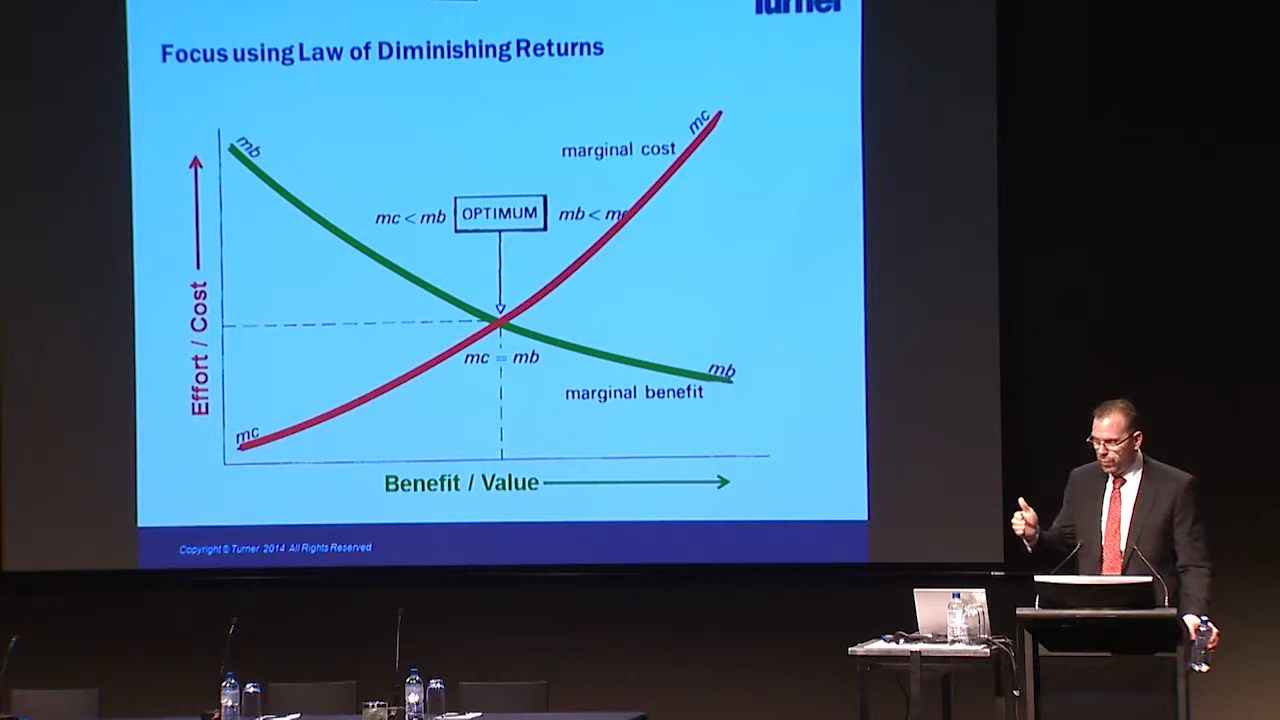 Turner
Focus using Law of Diminishing Returns
mb
mc
marginal cost
mc < mb
OPTIMUM
mb < mc
Effort / Cost
mc = mb
mb
marginal benefit
mc
Benefit / Value
Copyright © Turner 2014 All Rights Reserved